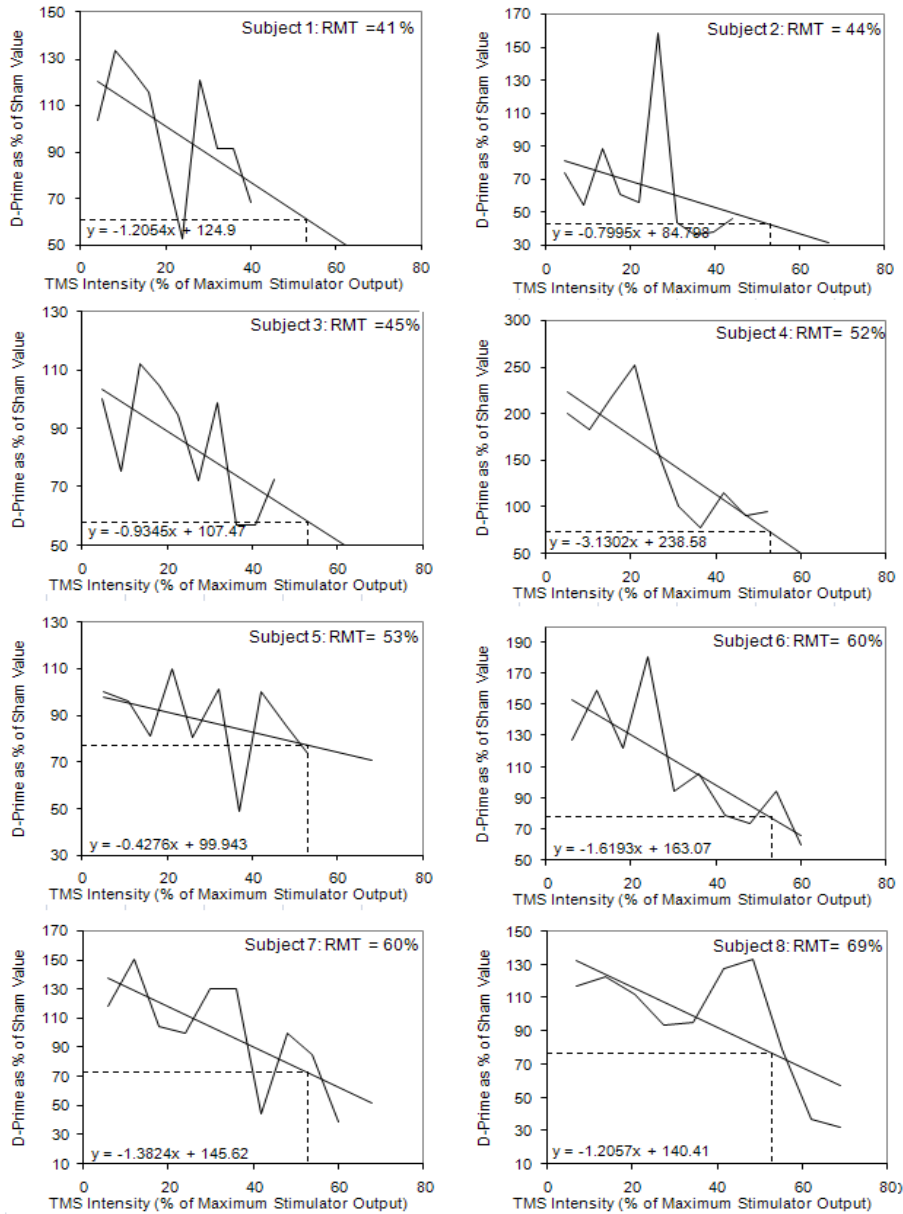 Subject 1: RMT =41%
D-Prime as % of Sham Value
150
130
110
90
70
50
y = -1.2054x + 124.9
0 20 40 60 80
TMS Intensity (% of Maximum Stimulator Output)
Subject 2: RMT = 44%
D-Prime as % of Sham Value
170
150
130
110
90
70
50
30
y = -0.7995x + 84.798
0 20 40 60 80
TMS Intensity (% of Maximum Stimulator Output)
Subject 3: RMT =45%
D-Prime as % of Sham Value
130
110
90
70
50
y = -0.9345x + 107.47
0 20 40 60 80
TMS Intensity (% of Maximum Stimulator Output)
Subject 4: RMT= 52%
D-Prime as % of Sham Value
300
250
200
150
100
50
y = -3.1302x + 238.58
0 20 40 60 80
TMS Intensity (% of Maximum Stimulator Output)
Subject 5: RMT= 53%
D-Prime as % of Sham Value
130
110
90
70
50
30
y = -0.4276x + 99.943
0 20 40 60 80
TMS Intensity (% of Maximum Stimulator Output)
Subject 6: RMT= 60%
D-Prime as % of Sham Value
190
170
150
130
110
90
70
50
y = -1.6193x + 163.07
0 20 40 60 80
TMS Intensity (% of Maximum Stimulator Output)
Subject 7: RMT = 60%
D-Prime as % of Sham Value
170
150
130
110
90
70
50
30
10
y = -1.3824x + 145.62
0 20 40 60 80
TMS Intensity (% of Maximum Stimulator Output)
Subject 8: RMT= 69%
D-Prime as % of Sham Value
150
130
110
90
70
50
30
10
y = -1.2057x + 140.41
0 20 40 60 80)
TMS Intensity (% of Maximum Stimulator Output)